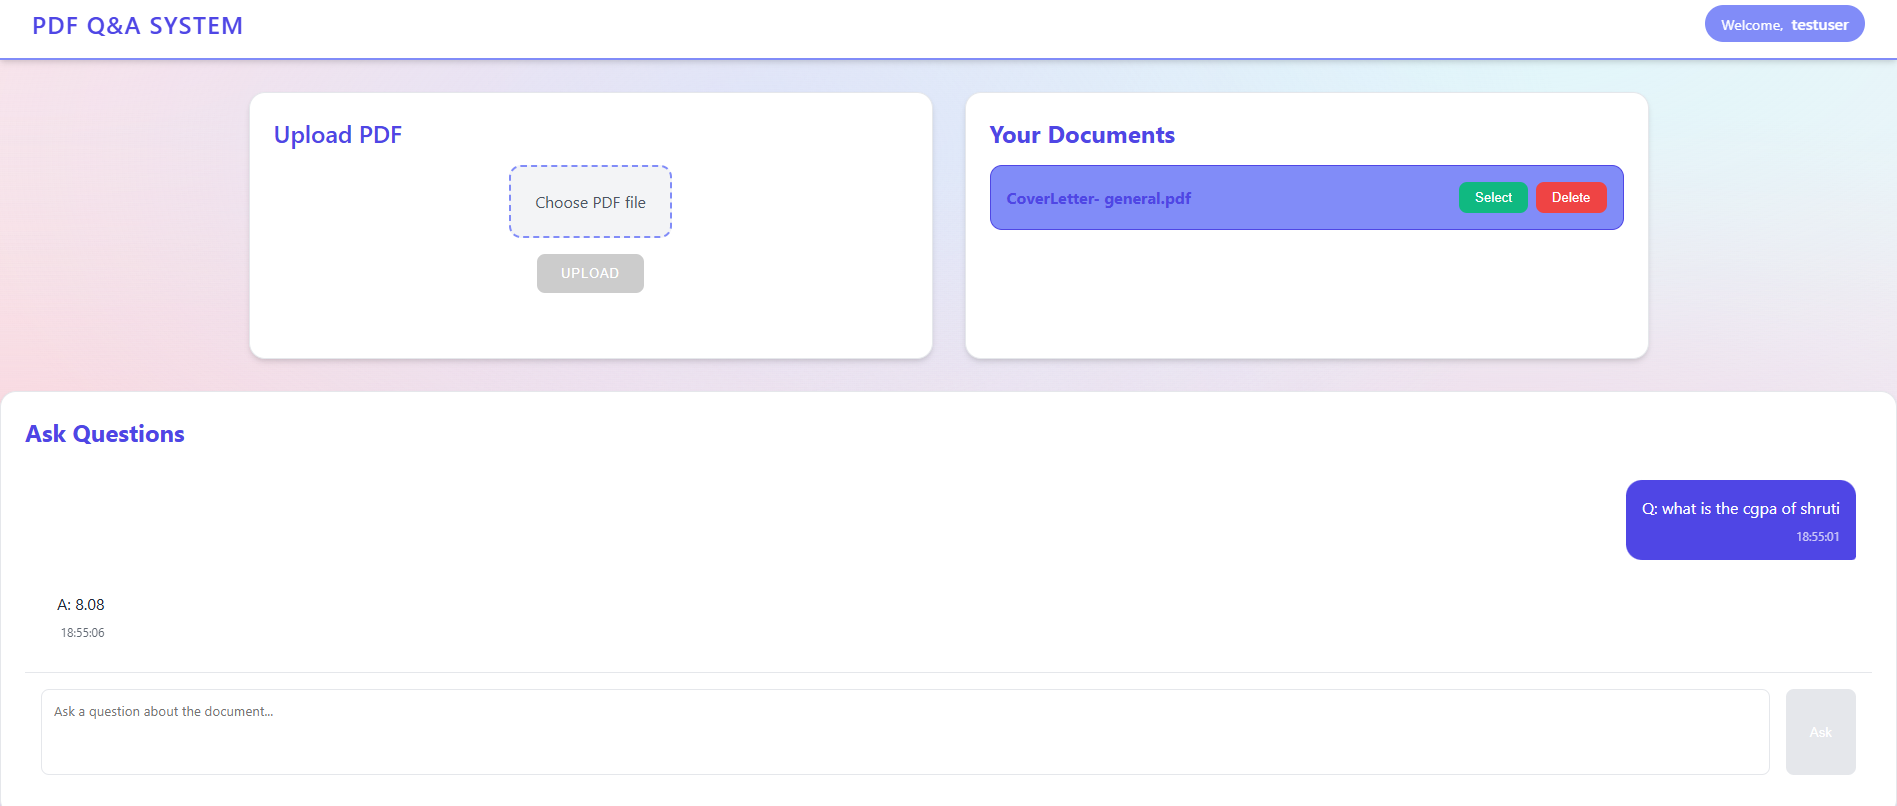 PDF Q&A SYSTEM
Welcome, testuser
Upload PDF
Choose PDF file
UPLOAD
Your Documents
CoverLetter- general.pdf
Select
Delete
Ask Questions
Q: what is the cgpa of shruti
18:55:01
A: 8.08
18:55:06
Ask a question about the document...
Ask